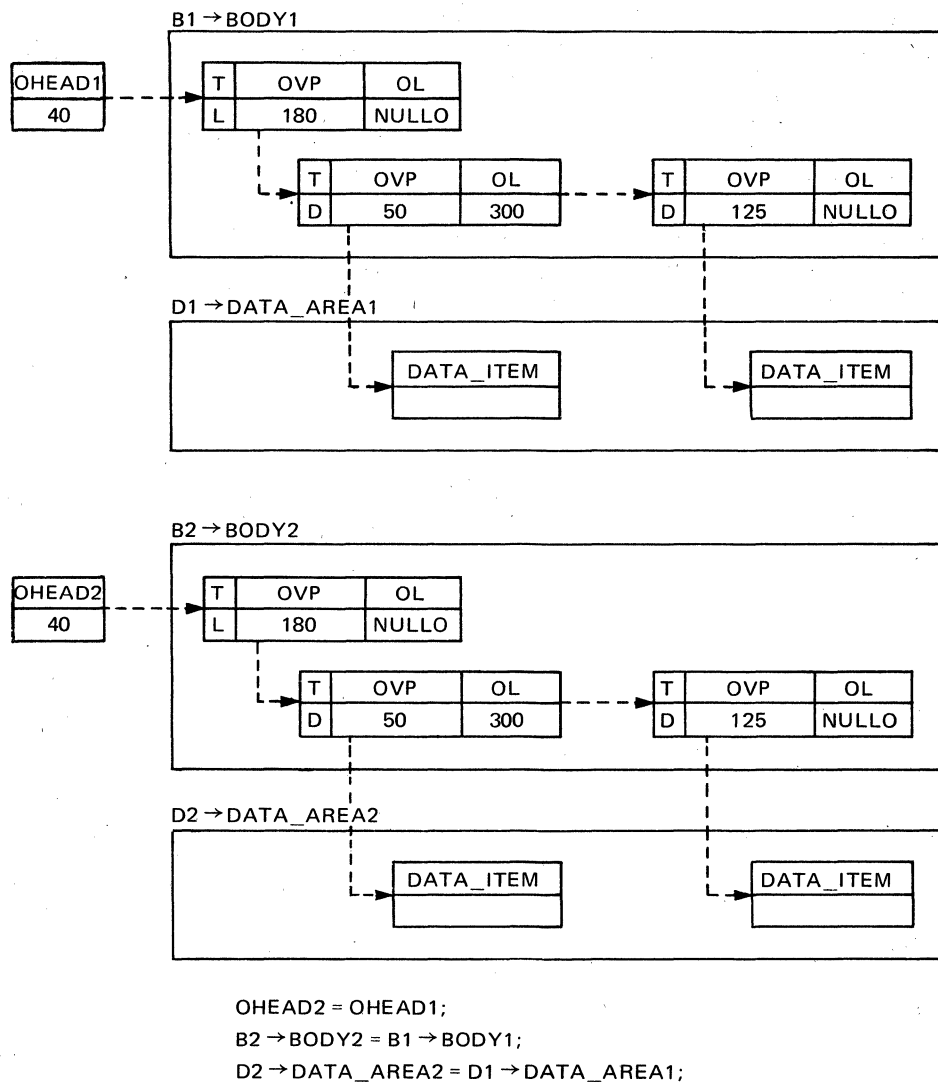 B1→BODY1
OHEAD1 T OVP OL
40 L 180 NULLO
T OVP OL T OVP OL
D 50 300 D 125 NULLO
D1→DATA_AREA1
DATA_ITEM DATA_ITEM
B2→BODY2
OHEAD2 T OVP OL
40 L 180 NULLO
T OVP OL T OVP OL
D 50 300 D 125 NULLO
D2→DATA_AREA2
DATA_ITEM DATA_ITEM
OHEAD2 = OHEAD1;
B2→BODY2 = B1→BODY1;
D2→DATA_AREA2 = D1→DATA_AREA1;